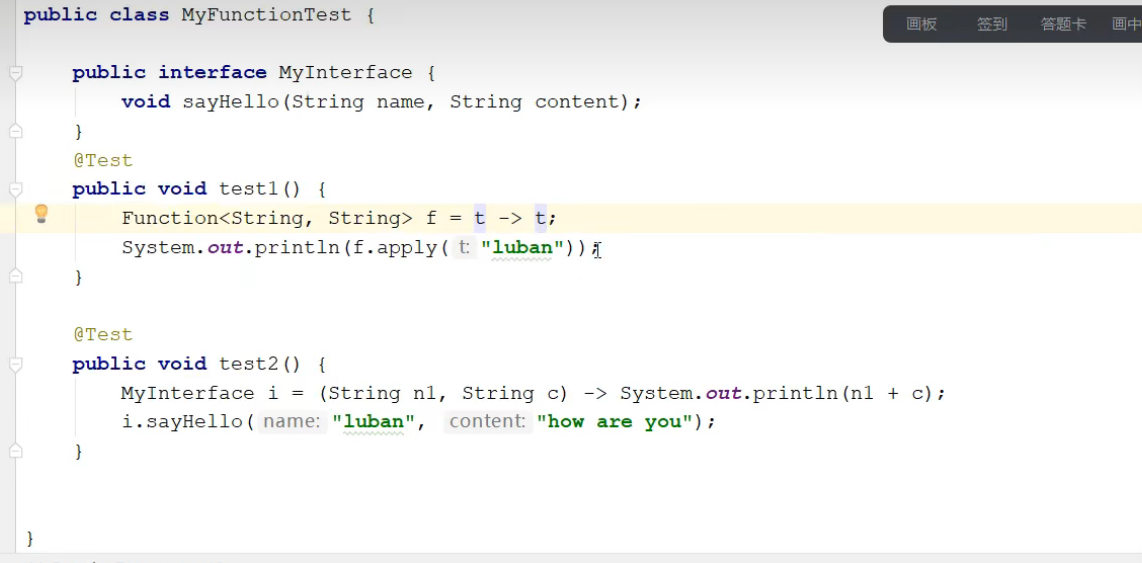 public class MyFunctionTest {
画板 签到 答题卡 画中
public interface MyInterface {
void sayHello(String name, String content);
}
@Test
public void test1() {
Function<String, String> f = t -> t;
System.out.println(f.apply( t: "luban"));
}
@Test
public void test2() {
MyInterface i = (String n1, String c) -> System.out.println(n1 + c);
i.sayHello( name: "luban", content: "how are you");
}
}